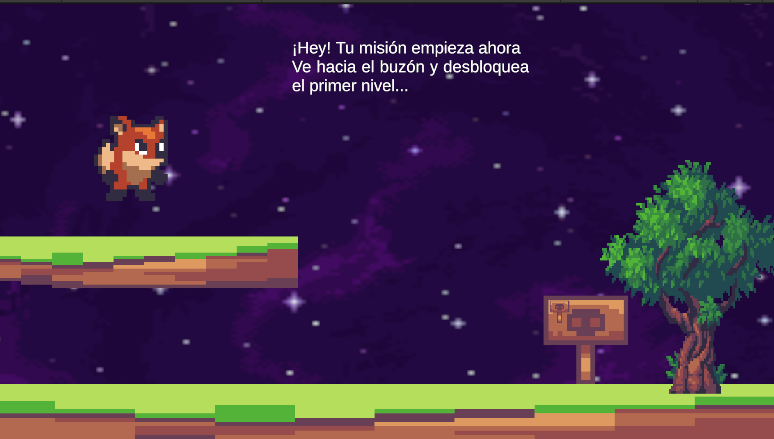 ¡Hey! Tu misión empieza ahora
Ve hacia el buzón y desbloquea
el primer nivel...